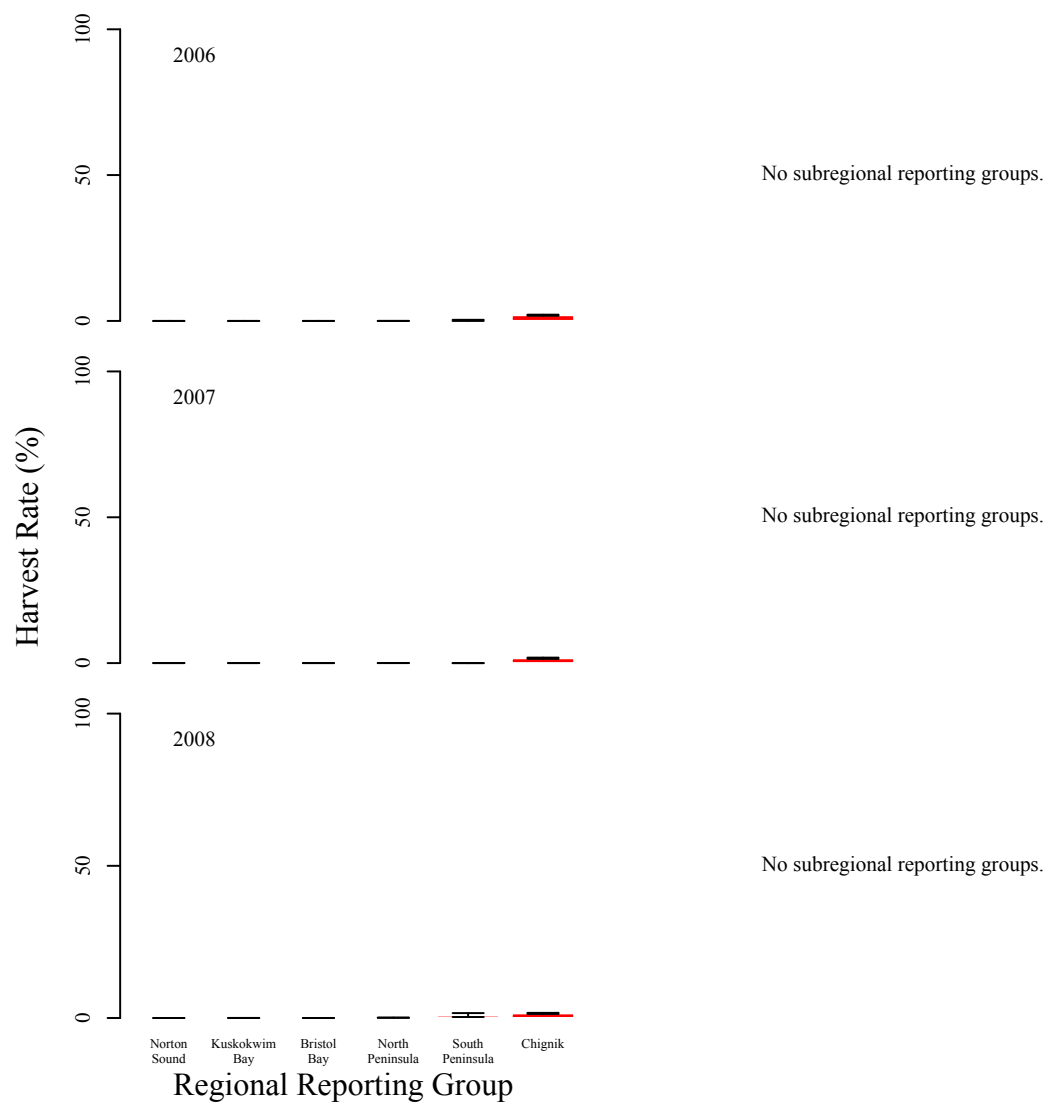 100
2006
50
No subregional reporting groups.
0
100
2007
Harvest Rate (%)
50
No subregional reporting groups.
0
100
2008
50
No subregional reporting groups.
0
Norton Sound
Kuskokwim Bay
Bristol Bay
North Peninsula
South Peninsula
Chignik
Regional Reporting Group